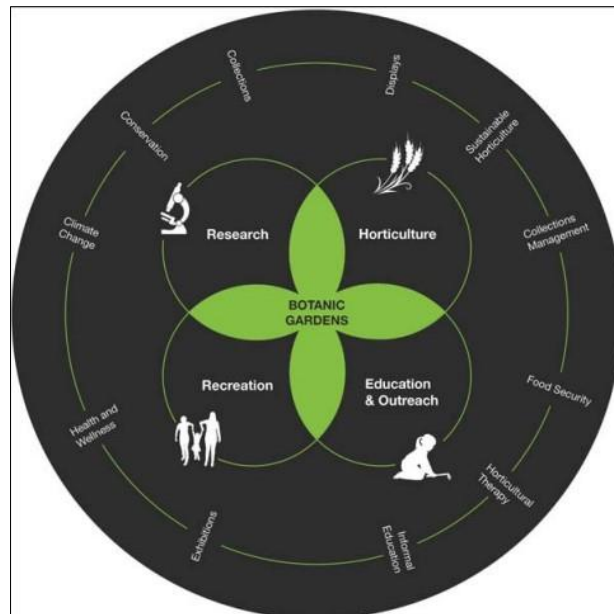 Collections
Displays
Conservation
Sustainable
Horticulture
Climate
Change
Collections
Management
Research
Horticulture
BOTANIC
GARDENS
Recreation
Education
& Outreach
Food Security
Health and
Wellness
Horticultural
Therapy
Exhibitions
Informal
Education